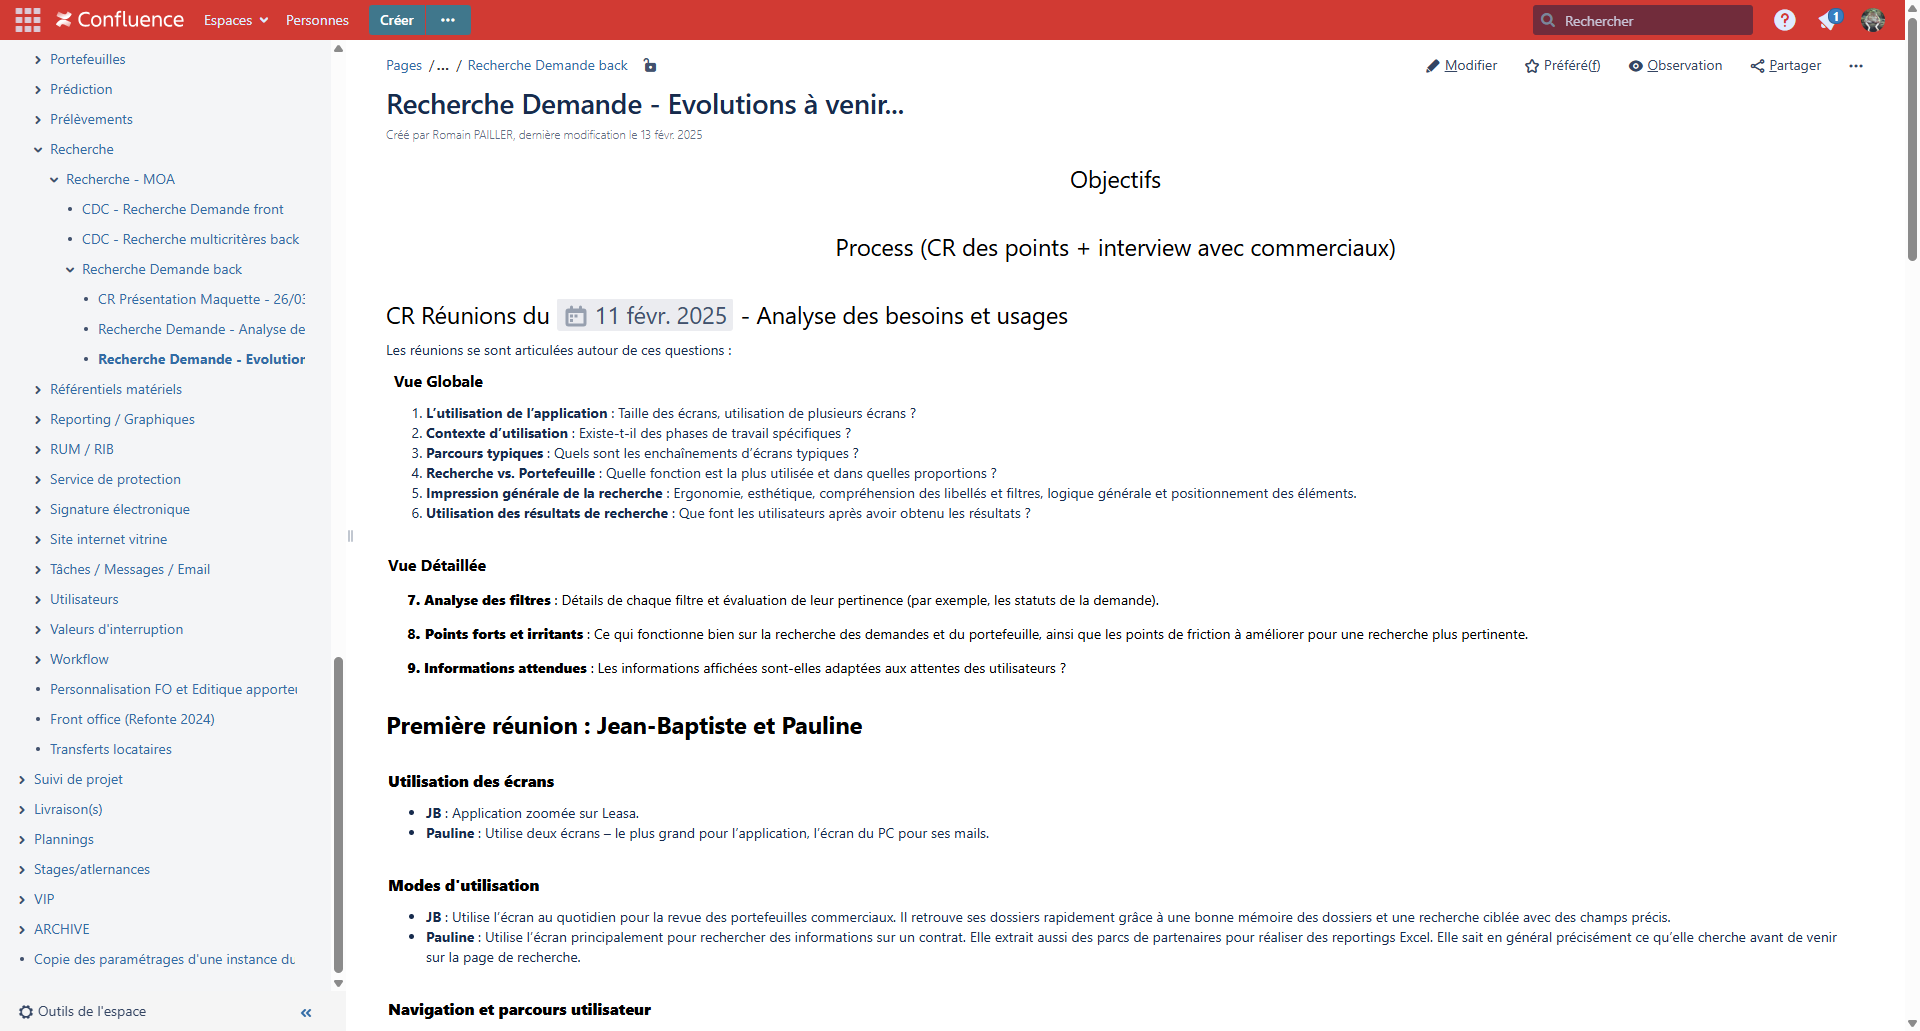 Confluence
Espaces
Personnes
Créer
Rechercher
1
Portefeuilles
Prédiction
Prélèvements
Recherche
Recherche - MOA
CDC - Recherche Demande front
CDC - Recherche multicritères back
Recherche Demande back
CR Présentation Maquette - 26/03
Recherche Demande - Analyse de
Recherche Demande - Evolution
Référentiels matériels
Reporting / Graphiques
RUM / RIB
Service de protection
Signature électronique
Site internet vitrine
Tâches / Messages / Email
Utilisateurs
Valeurs d'interruption
Workflow
Personnalisation FO et Editique apporteu
Front office (Refonte 2024)
Transferts locataires
Suivi de projet
Livraison(s)
Plannings
Stages/atlernances
VIP
ARCHIVE
Copie des paramétrages d'une instance du
Outils de l'espace
Pages /... / Recherche Demande back
Modifier
Préféré(f)
Observation
Partager
Recherche Demande - Evolutions à venir...
Créé par Romain PAILLER, dernière modification le 13 févr. 2025
Objectifs
Process (CR des points + interview avec commerciaux)
CR Réunions du 11 févr. 2025 - Analyse des besoins et usages
Les réunions se sont articulées autour de ces questions :
Vue Globale
1. L’utilisation de l’application : Taille des écrans, utilisation de plusieurs écrans ?
2. Contexte d’utilisation : Existe-t-il des phases de travail spécifiques ?
3. Parcours typiques : Quels sont les enchaînements d’écrans typiques ?
4. Recherche vs. Portefeuille : Quelle fonction est la plus utilisée et dans quelles proportions ?
5. Impression générale de la recherche : Ergonomie, esthétique, compréhension des libellés et filtres, logique générale et positionnement des éléments.
6. Utilisation des résultats de recherche : Que font les utilisateurs après avoir obtenu les résultats ?
Vue Détaillée
7. Analyse des filtres : Détails de chaque filtre et évaluation de leur pertinence (par exemple, les statuts de la demande).
8. Points forts et irritants : Ce qui fonctionne bien sur la recherche des demandes et du portefeuille, ainsi que les points de friction à améliorer pour une recherche plus pertinente.
9. Informations attendues : Les informations affichées sont-elles adaptées aux attentes des utilisateurs ?
Première réunion : Jean-Baptiste et Pauline
Utilisation des écrans
• JB : Application zoomée sur Leasa.
• Pauline : Utilise deux écrans – le plus grand pour l’application, l’écran du PC pour ses mails.
Modes d'utilisation
• JB : Utilise l’écran au quotidien pour la revue des portefeuilles commerciaux. Il retrouve ses dossiers rapidement grâce à une bonne mémoire des dossiers et une recherche ciblée avec des champs précis.
• Pauline : Utilise l’écran principalement pour rechercher des informations sur un contrat. Elle extrait aussi des parcs de partenaires pour réaliser des reportings Excel. Elle sait en général précisément ce qu’elle cherche avant de venir
sur la page de recherche.
Navigation et parcours utilisateur